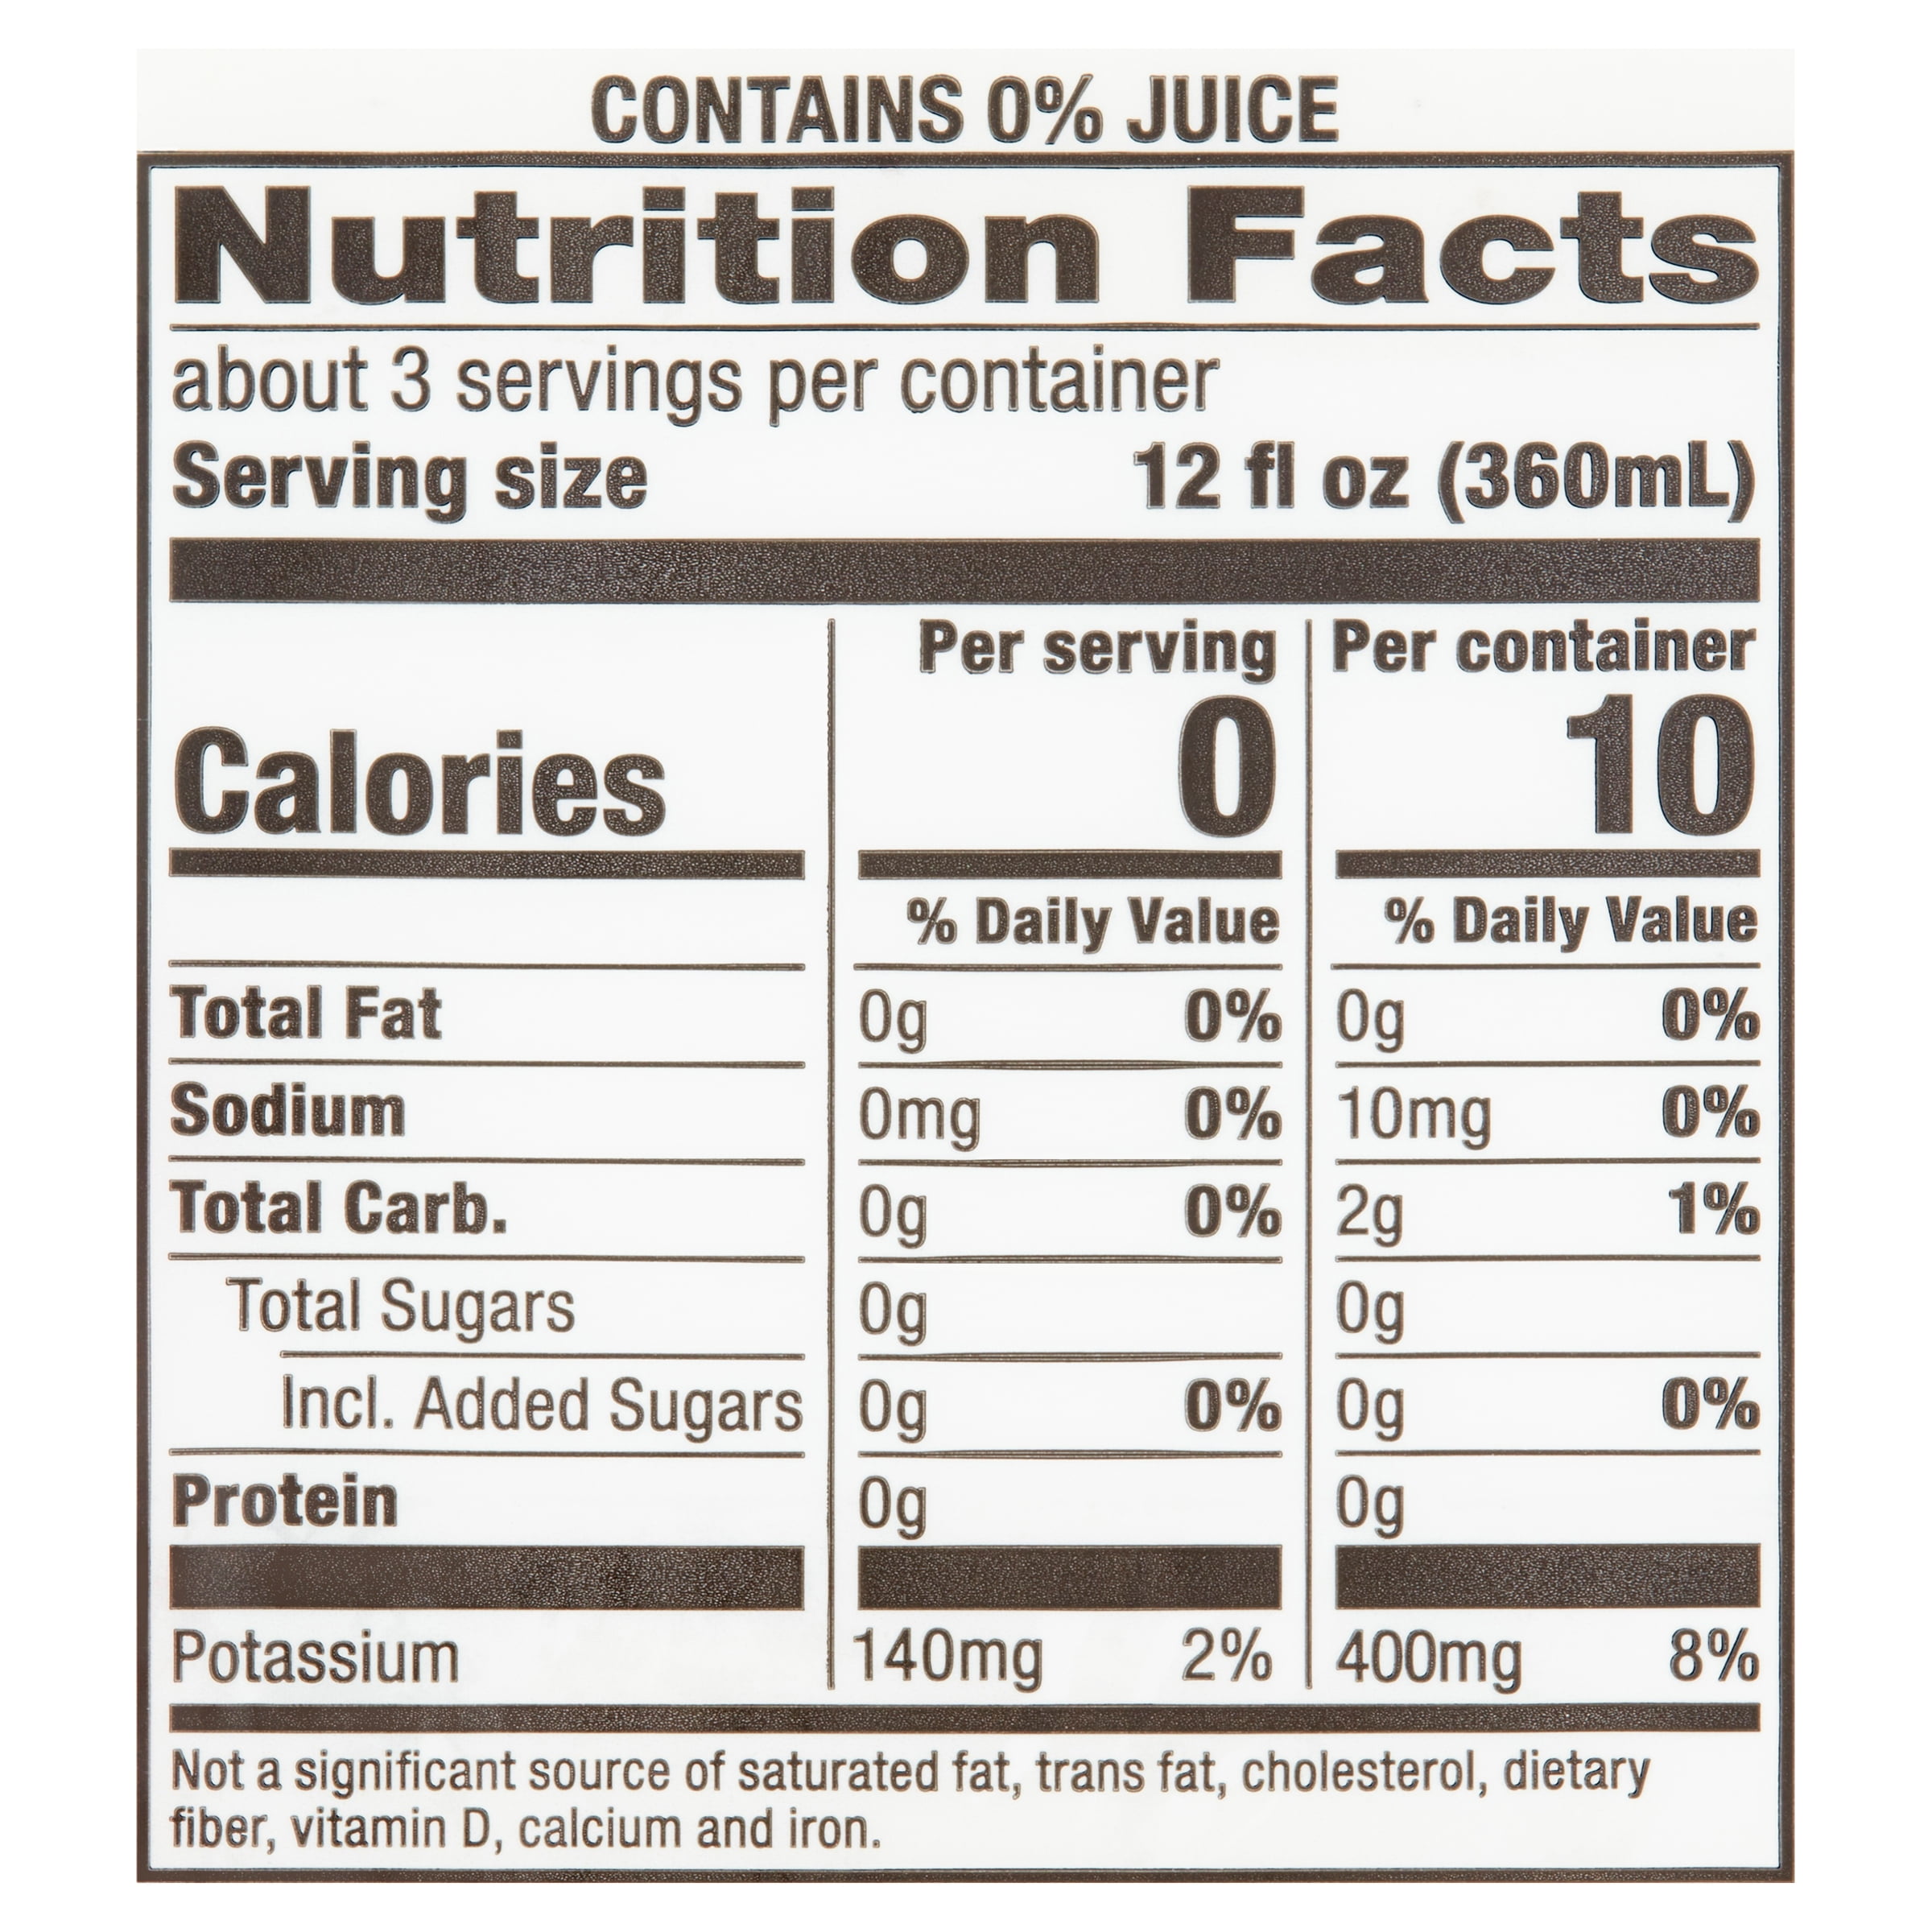 CONTAINS 0% JUICE
Nutrition Facts
about 3 servings per container
Serving size 12 fl oz (360mL)
Per serving Per container
Calories 0 10
% Daily Value % Daily Value
Total Fat 0g 0% 0g 0%
Sodium 0mg 0% 10mg 0%
Total Carb. 0g 0% 2g 1%
Total Sugars 0g 0g
Incl. Added Sugars 0g 0% 0g 0%
Protein 0g 0g
Potassium 140mg 2% 400mg 8%
Not a significant source of saturated fat, trans fat, cholesterol, dietary
fiber, vitamin D, calcium and iron.